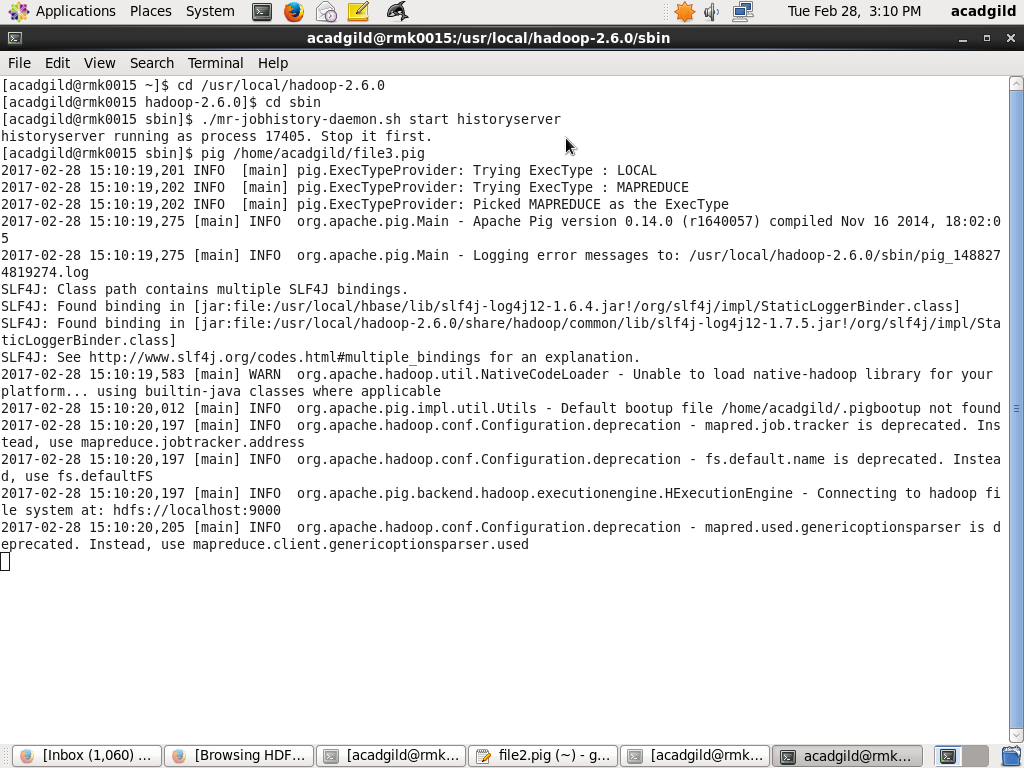 Applications Places System Tue Feb 28, 3:10 PM acadgild
acadgild@rmk0015:/usr/local/hadoop-2.6.0/sbin
File Edit View Search Terminal Help
[acadgild@rmk0015 ~]$ cd /usr/local/hadoop-2.6.0
[acadgild@rmk0015 hadoop-2.6.0]$ cd sbin
[acadgild@rmk0015 sbin]$ ./mr-jobhistory-daemon.sh start historyserver
historyserver running as process 17405. Stop it first.
[acadgild@rmk0015 sbin]$ pig /home/acadgild/file3.pig
2017-02-28 15:10:19,201 INFO  [main] pig.ExecTypeProvider: Trying ExecType : LOCAL
2017-02-28 15:10:19,202 INFO  [main] pig.ExecTypeProvider: Trying ExecType : MAPREDUCE
2017-02-28 15:10:19,202 INFO  [main] pig.ExecTypeProvider: Picked MAPREDUCE as the ExecType
2017-02-28 15:10:19,275 [main] INFO  org.apache.pig.Main - Apache Pig version 0.14.0 (r1640057) compiled Nov 16 2014, 18:02:0
5
2017-02-28 15:10:19,275 [main] INFO  org.apache.pig.Main - Logging error messages to: /usr/local/hadoop-2.6.0/sbin/pig_148827
4819274.log
SLF4J: Class path contains multiple SLF4J bindings.
SLF4J: Found binding in [jar:file:/usr/local/hbase/lib/slf4j-log4j12-1.6.4.jar!/org/slf4j/impl/StaticLoggerBinder.class]
SLF4J: Found binding in [jar:file:/usr/local/hadoop-2.6.0/share/hadoop/common/lib/slf4j-log4j12-1.7.5.jar!/org/slf4j/impl/Sta
ticLoggerBinder.class]
SLF4J: See http://www.slf4j.org/codes.html#multiple_bindings for an explanation.
2017-02-28 15:10:19,583 [main] WARN  org.apache.hadoop.util.NativeCodeLoader - Unable to load native-hadoop library for your
platform... using builtin-java classes where applicable
2017-02-28 15:10:20,012 [main] INFO  org.apache.pig.impl.util.Utils - Default bootup file /home/acadgild/.pigbootup not found
2017-02-28 15:10:20,197 [main] INFO  org.apache.hadoop.conf.Configuration.deprecation - mapred.job.tracker is deprecated. Ins
tead, use mapreduce.jobtracker.address
2017-02-28 15:10:20,197 [main] INFO  org.apache.hadoop.conf.Configuration.deprecation - fs.default.name is deprecated. Instea
d, use fs.defaultFS
2017-02-28 15:10:20,197 [main] INFO  org.apache.pig.backend.hadoop.executionengine.HExecutionEngine - Connecting to hadoop fi
le system at: hdfs://localhost:9000
2017-02-28 15:10:20,205 [main] INFO  org.apache.hadoop.conf.Configuration.deprecation - mapred.used.genericoptionsparser is d
eprecated. Instead, use mapreduce.client.genericoptionsparser.used
[Inbox (1,060) ... [Browsing HDF... [acadgild@rmk... file2.pig (~) - g... [acadgild@rmk... acadgild@rmk...